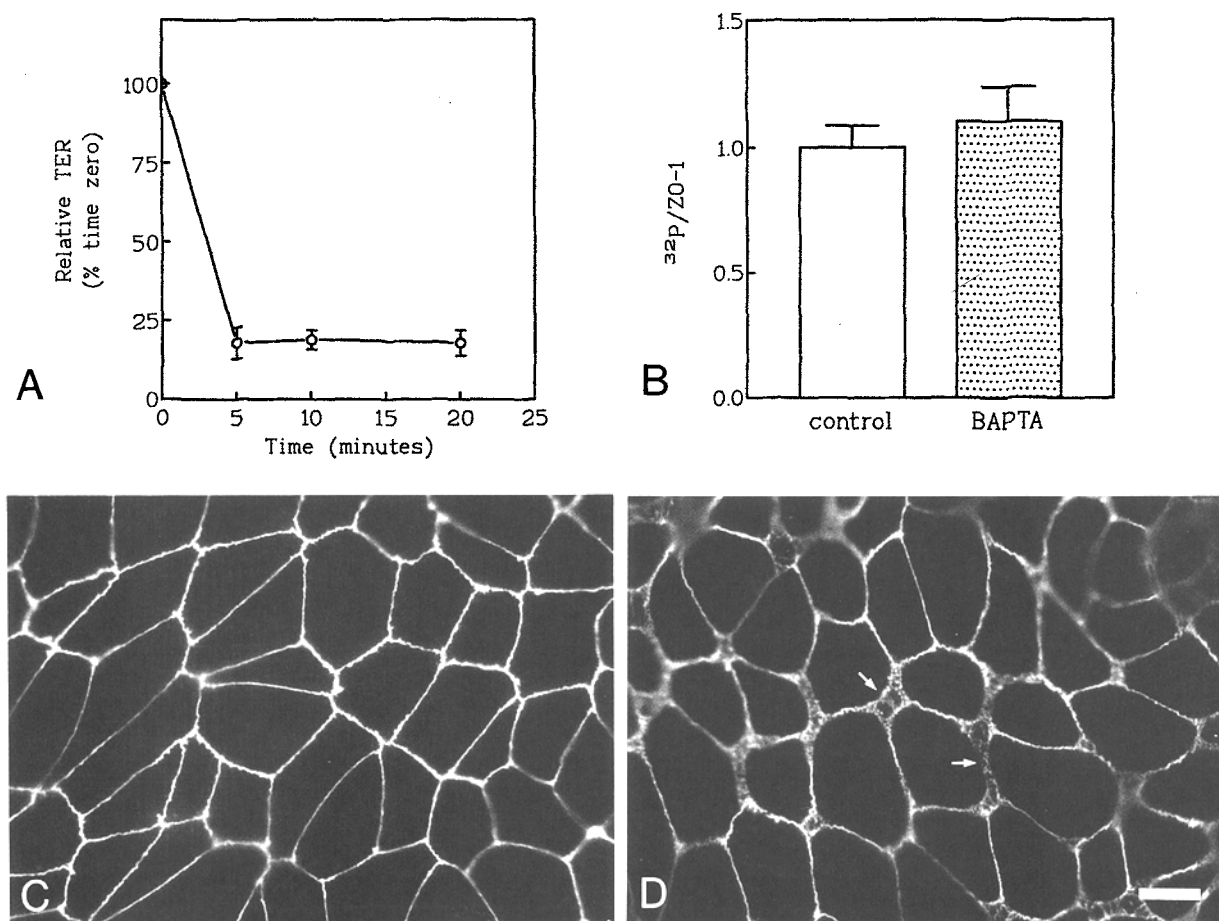 Relative TER
(% time zero)
100
75
50
25
0
0 5 10 15 20 25
Time (minutes)
A
³²P/ZO-1
1.5
1.0
0.5
0.0
control BAPTA
B
C
D